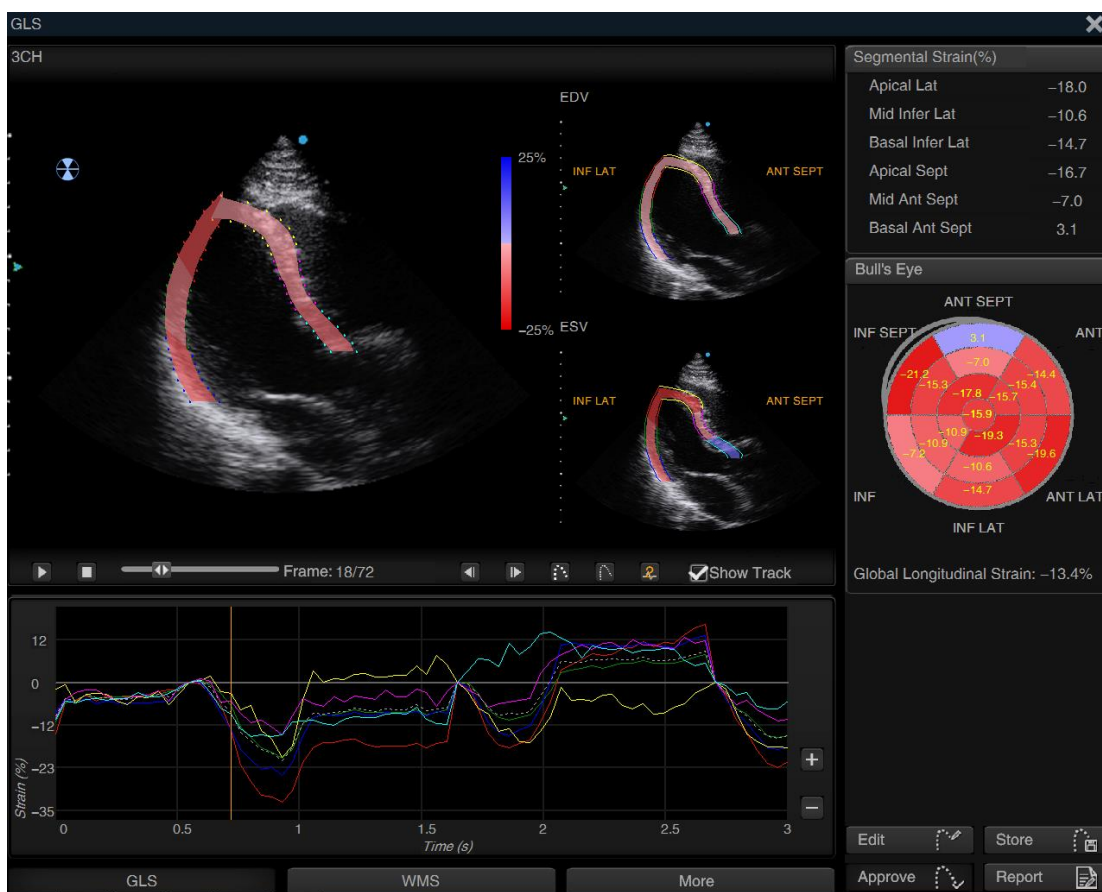 GLS
3CH
EDV
INF LAT
ANT SEPT
25%
−25%
ESV
INF LAT
ANT SEPT
Frame: 18/72
Show Track
Segmental Strain(%)
Apical Lat −18.0
Mid Infer Lat −10.6
Basal Infer Lat −14.7
Apical Sept −16.7
Mid Ant Sept −7.0
Basal Ant Sept 3.1
Bull's Eye
ANT SEPT
INF SEPT
ANT
3.1
−7.0
−21.2
−14.4
−15.3
−15.4
−17.8
−15.7
−15.9
−10.9
−19.3
−10.9
−15.3
−7.2
−19.6
−10.6
−14.7
INF
ANT LAT
INF LAT
Global Longitudinal Strain: −13.4%
12
0
−12
−23
−35
Strain (%)
0 0.5 1 1.5 2 2.5 3
Time (s)
Edit
Store
Approve
Report
GLS
WMS
More